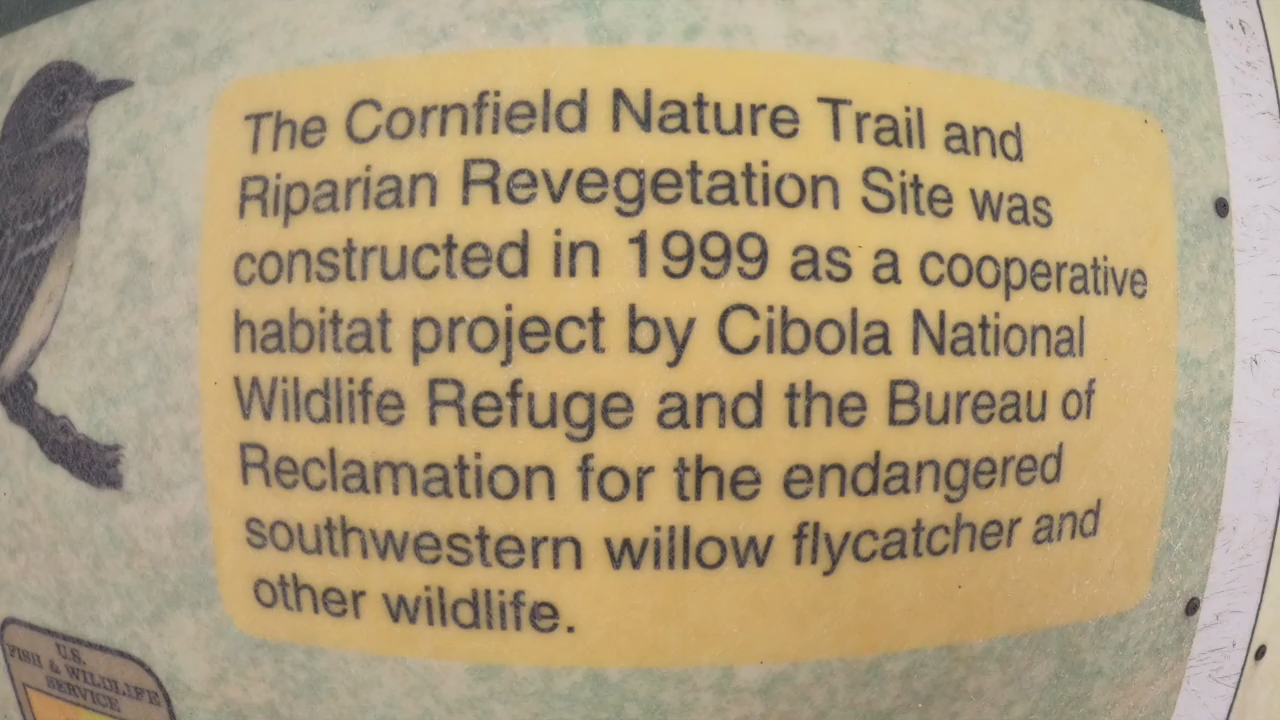 The Cornfield Nature Trail and
Riparian Revegetation Site was
constructed in 1999 as a cooperative
habitat project by Cibola National
Wildlife Refuge and the Bureau of
Reclamation for the endangered
southwestern willow flycatcher and
other wildlife.
U.S.
FISH & WILDLIFE
SERVICE